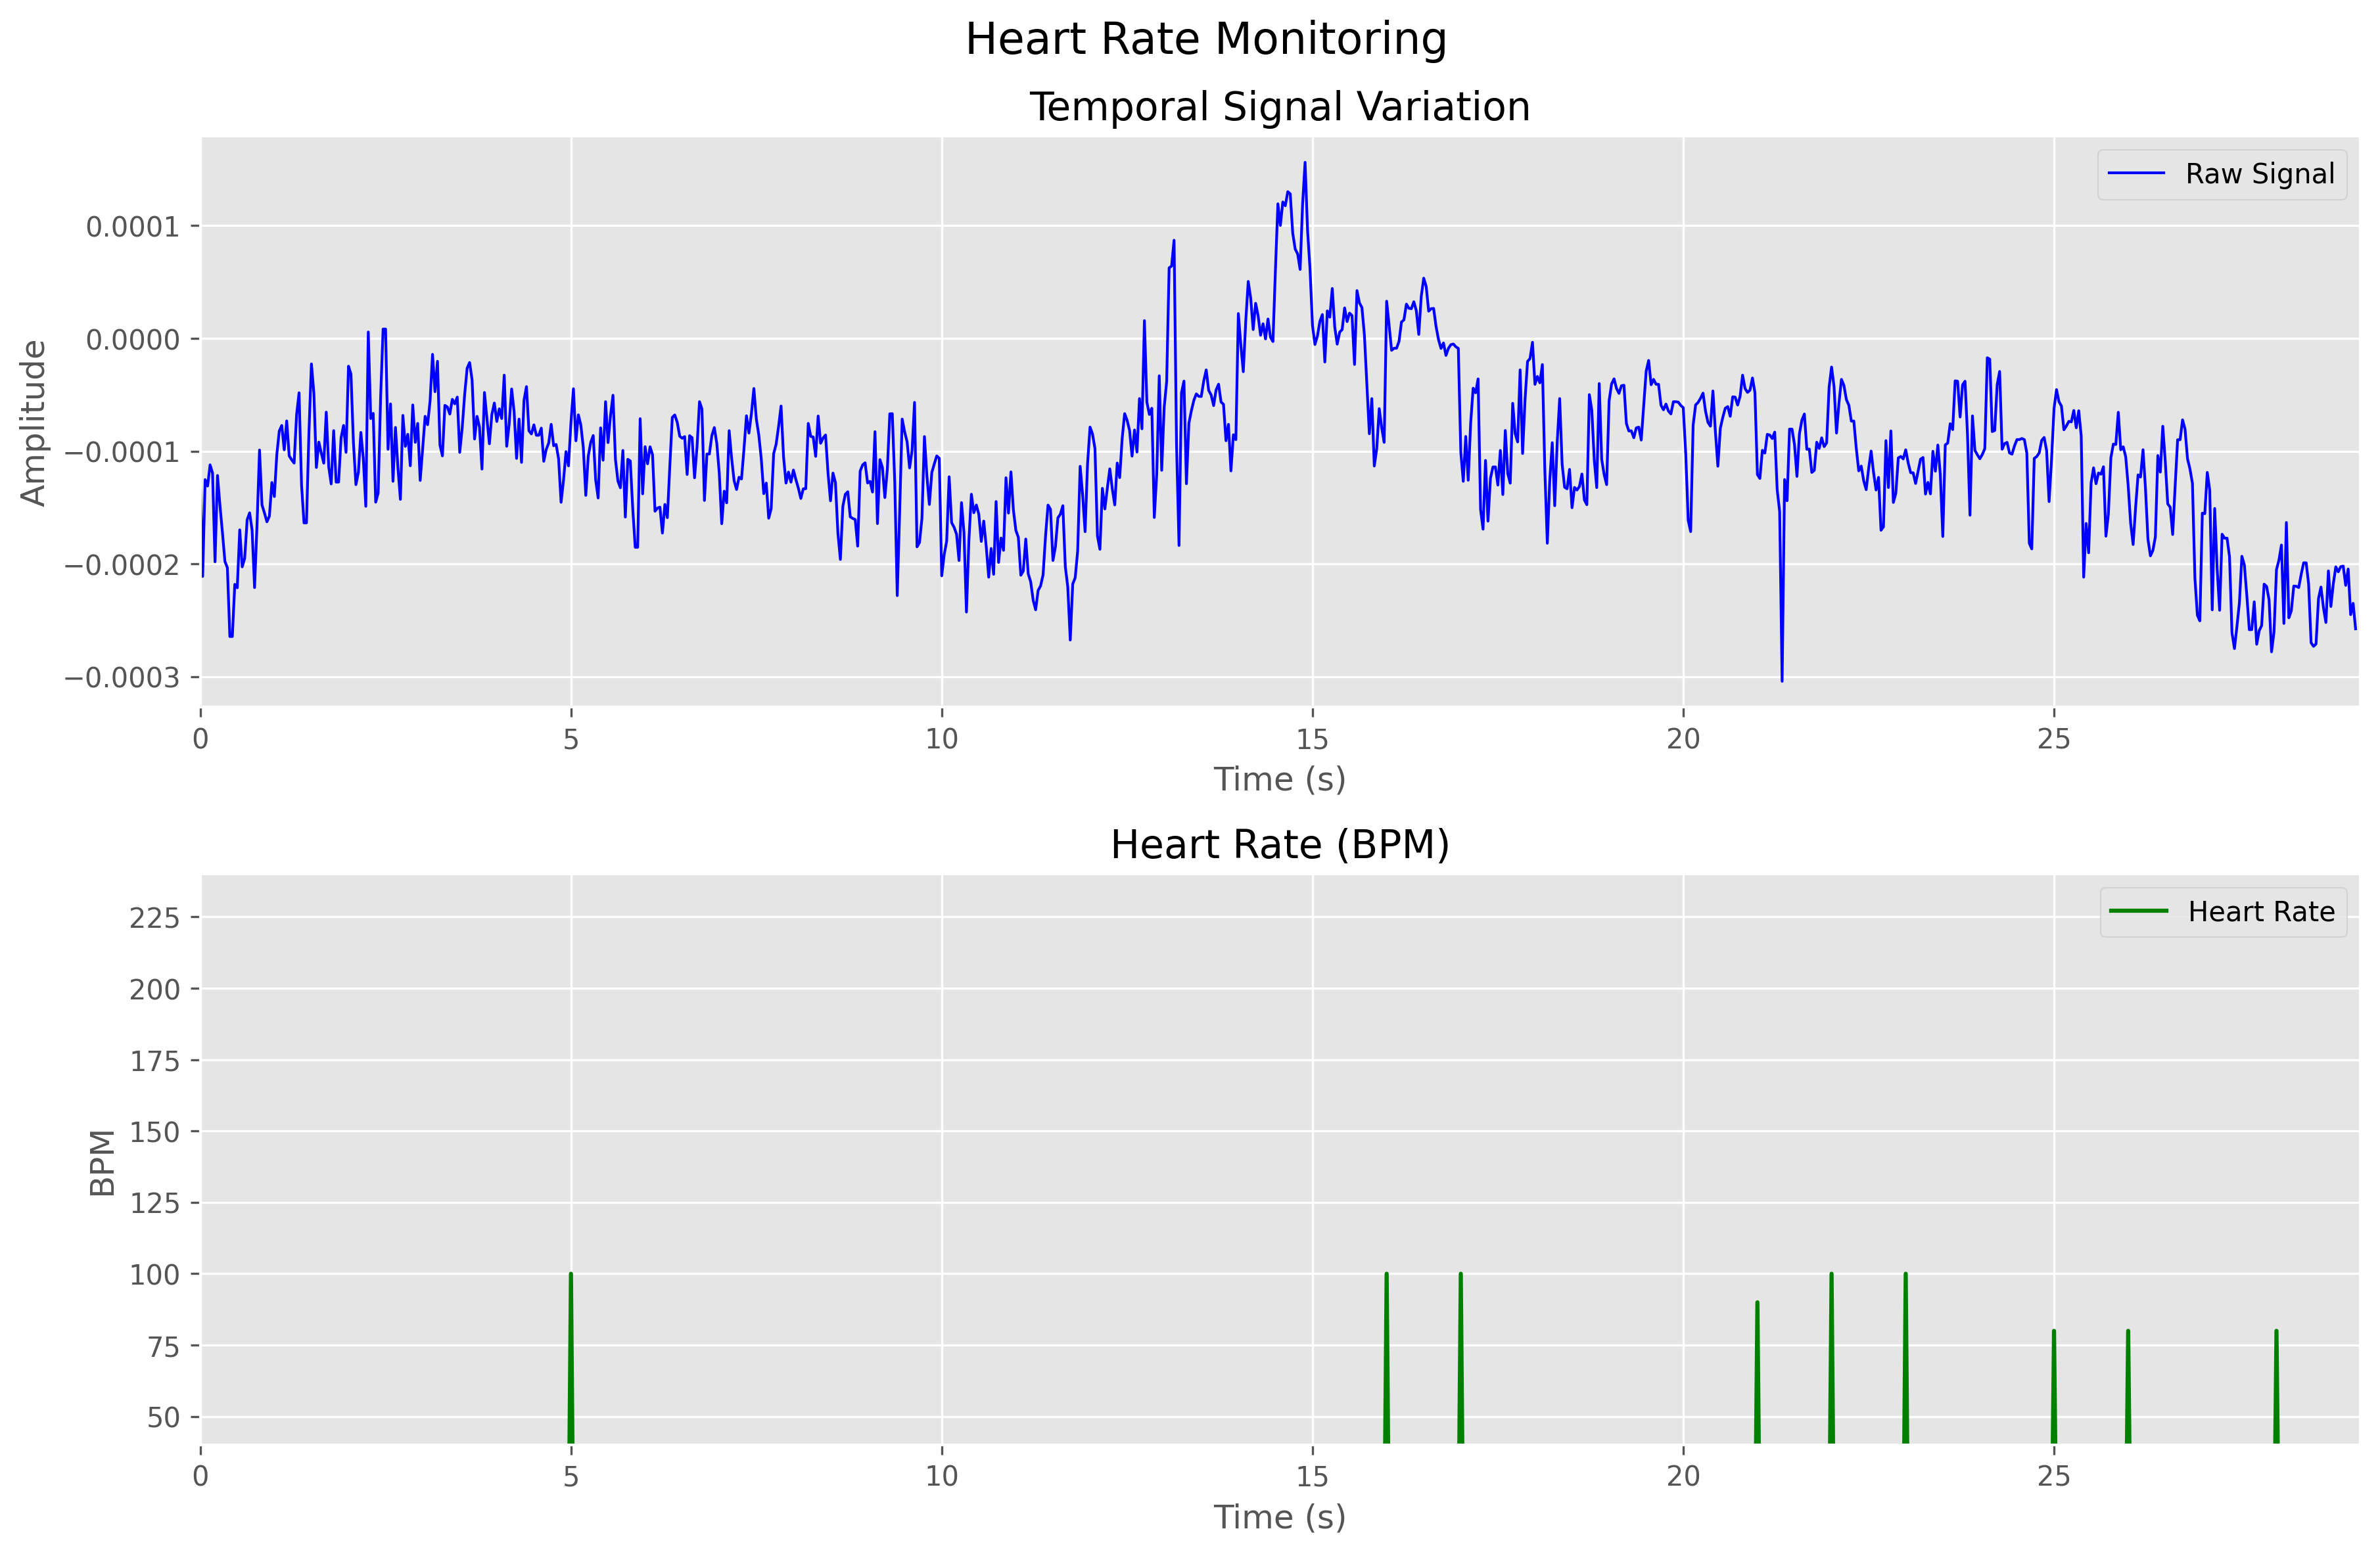 Heart Rate Monitoring
Temporal Signal Variation
Raw Signal
0.0001
0.0000
−0.0001
−0.0002
−0.0003
Amplitude
0 5 10 15 20 25
Time (s)
Heart Rate (BPM)
Heart Rate
225
200
175
150
125
100
75
50
BPM
0 5 10 15 20 25
Time (s)